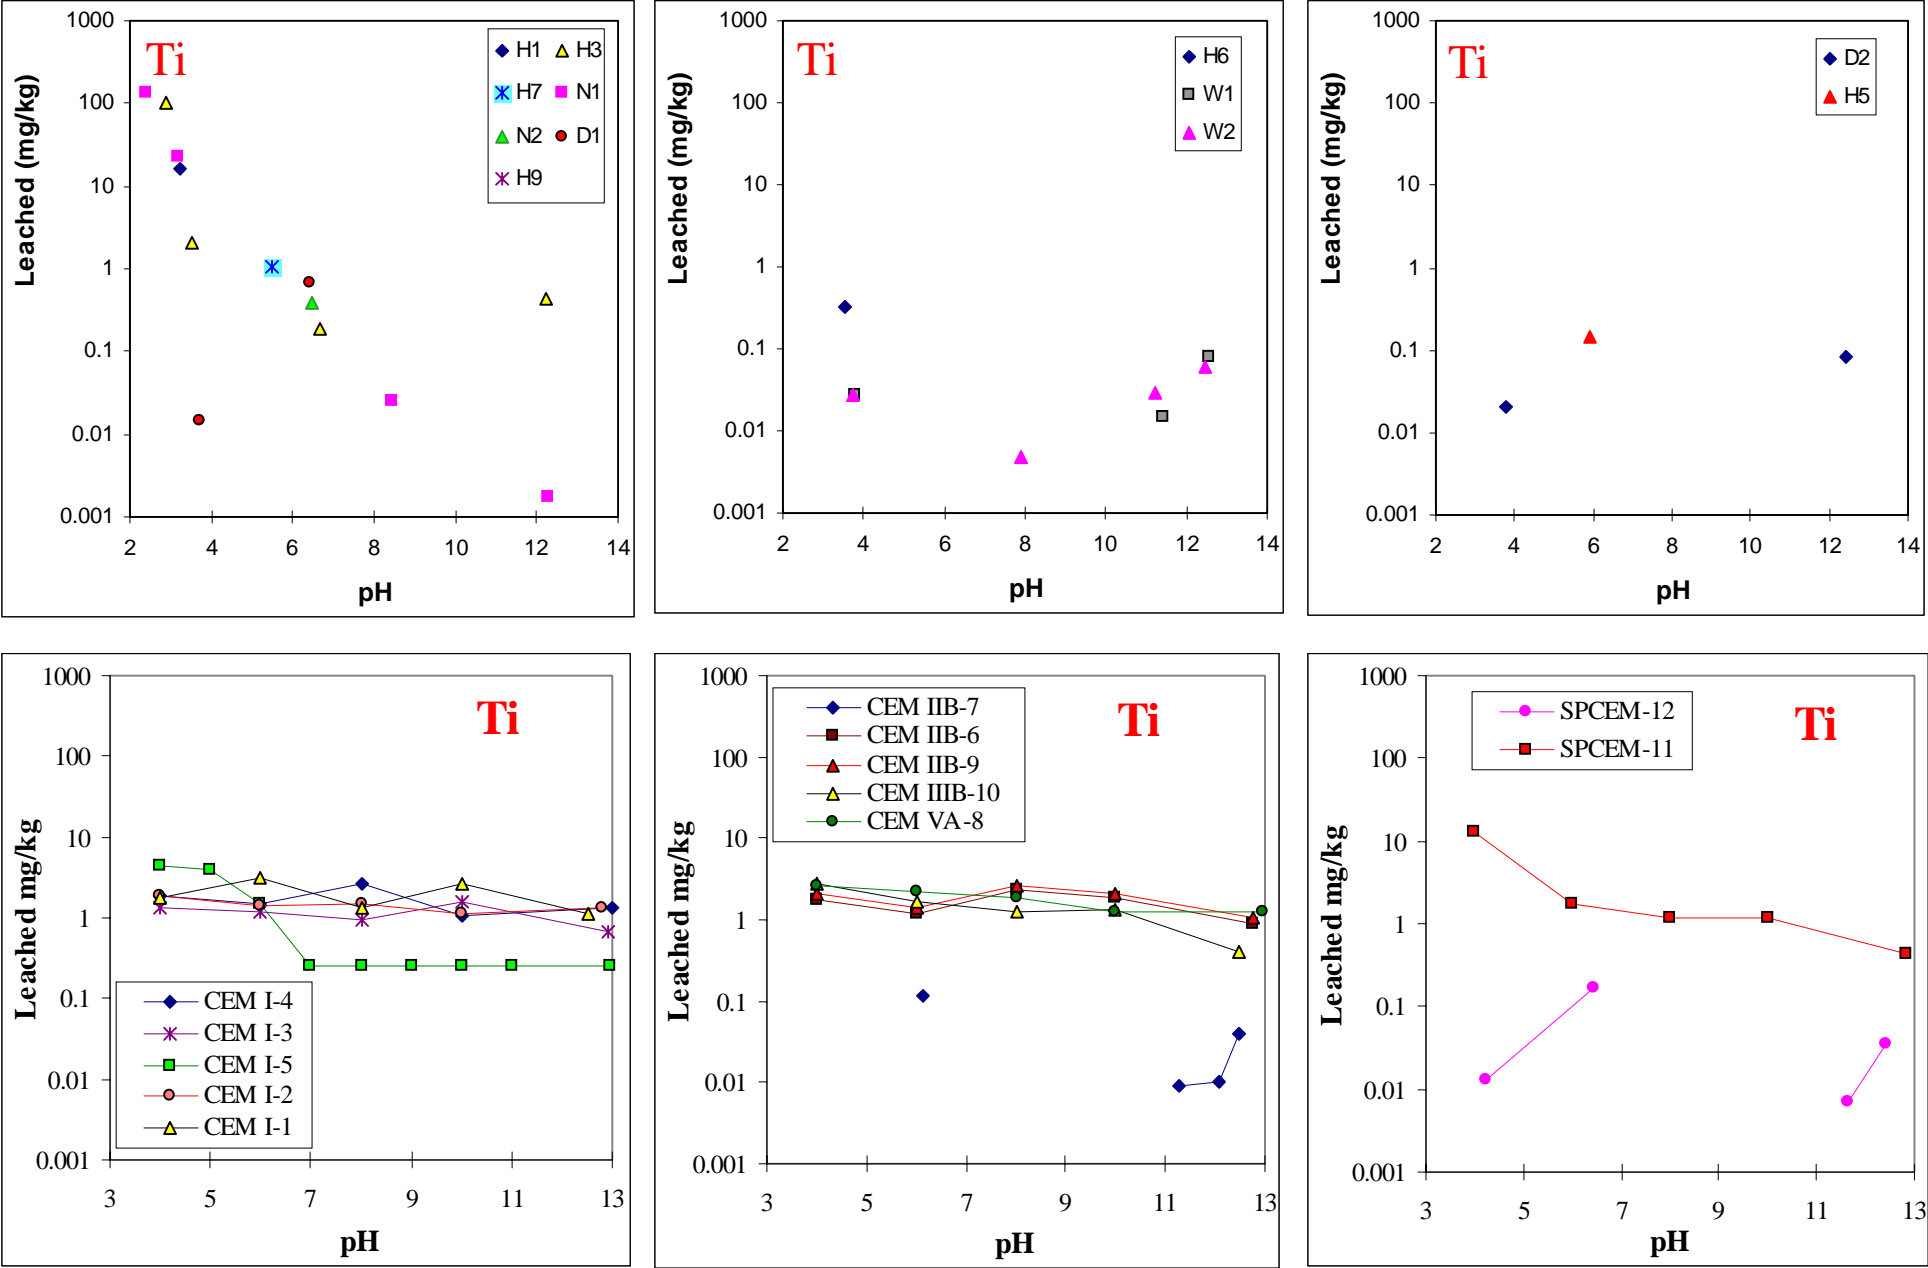 1000
100
10
1
0.1
0.01
0.001
Leached (mg/kg)
Ti
H1 H3
H7 N1
N2 D1
H9
2 4 6 8 10 12 14
pH
1000
100
10
1
0.1
0.01
0.001
Leached (mg/kg)
Ti
H6
W1
W2
2 4 6 8 10 12 14
pH
1000
100
10
1
0.1
0.01
0.001
Leached (mg/kg)
Ti
D2
H5
2 4 6 8 10 12 14
pH
1000
100
10
1
0.1
0.01
0.001
Leached mg/kg
Ti
CEM I-4
CEM I-3
CEM I-5
CEM I-2
CEM I-1
3 5 7 9 11 13
pH
1000
100
10
1
0.1
0.01
0.001
Leached mg/kg
CEM IIB-7
CEM IIB-6
CEM IIB-9
CEM IIIB-10
CEM VA-8
Ti
3 5 7 9 11 13
pH
1000
100
10
1
0.1
0.01
0.001
Leached mg/kg
SPCEM-12
SPCEM-11
Ti
3 5 7 9 11 13
pH